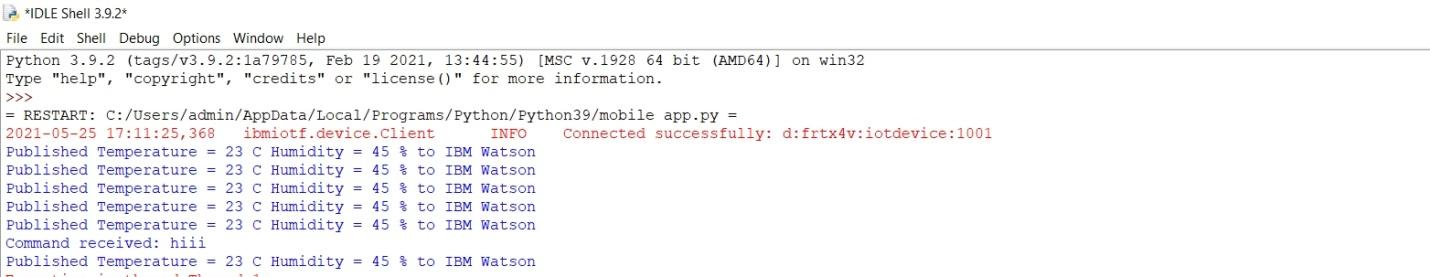 *IDLE Shell 3.9.2*
File Edit Shell Debug Options Window Help
Python 3.9.2 (tags/v3.9.2:1a79785, Feb 19 2021, 13:44:55) [MSC v.1928 64 bit (AMD64)] on win32
Type "help", "copyright", "credits" or "license()" for more information.
>>>
= RESTART: C:/Users/admin/AppData/Local/Programs/Python/Python39/mobile app.py =
2021-05-25 17:11:25,368   ibmiotf.device.Client      INFO    Connected successfully: d:frtx4v:iotdevice:1001
Published Temperature = 23 C Humidity = 45 % to IBM Watson
Published Temperature = 23 C Humidity = 45 % to IBM Watson
Published Temperature = 23 C Humidity = 45 % to IBM Watson
Published Temperature = 23 C Humidity = 45 % to IBM Watson
Published Temperature = 23 C Humidity = 45 % to IBM Watson
Command received: hiii
Published Temperature = 23 C Humidity = 45 % to IBM Watson